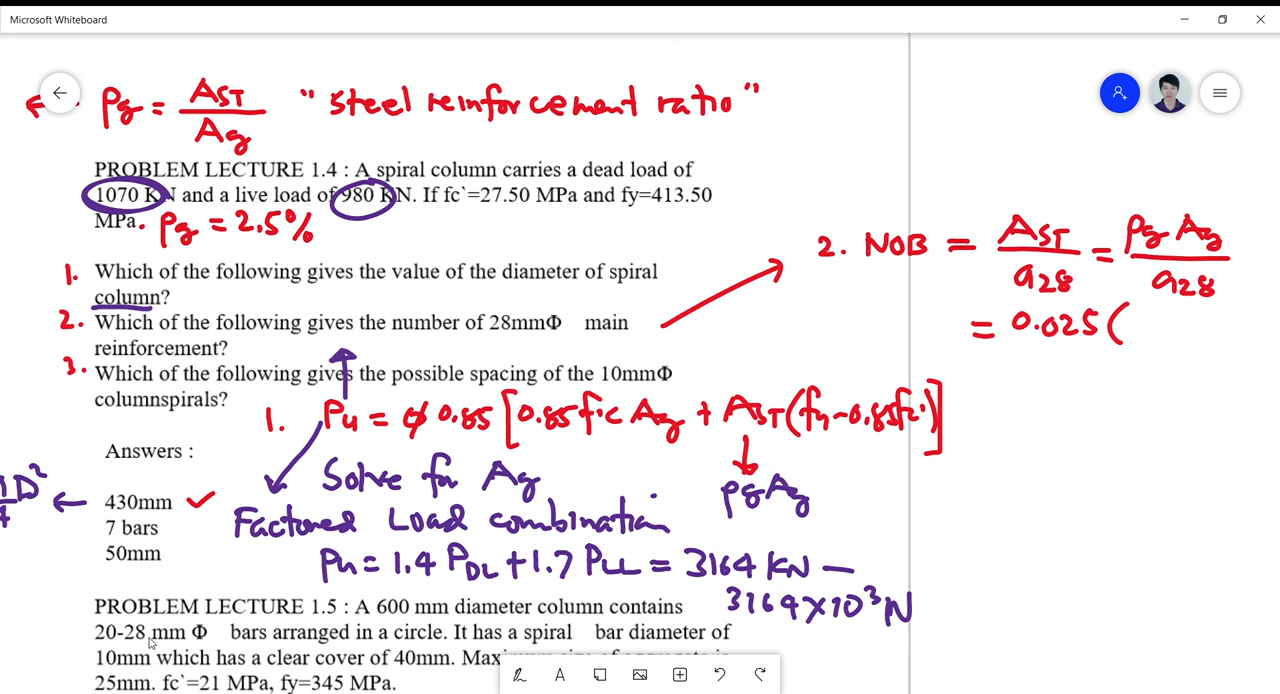 Microsoft Whiteboard
ρg = AST / Ag "steel reinforcement ratio"
PROBLEM LECTURE 1.4 : A spiral column carries a dead load of
1070 KN and a live load of 980 KN. If fc`=27.50 MPa and fy=413.50
MPa. ρg = 2.5%
1. Which of the following gives the value of the diameter of spiral
column?
2. Which of the following gives the number of 28mmΦ main
reinforcement?
3. Which of the following gives the possible spacing of the 10mmΦ
columnspirals?
2. NOB = AST / a28 = ρg Ag / a28
= 0.025 (
1. Pu = φ 0.85 [0.85 f'c Ag + AST (fy - 0.85fc')]
ρg Ag
Answers :
Solve for Ag
D²
4
430mm
7 bars
50mm
Factored Load combination
Pu = 1.4 PDL + 1.7 PLL = 3164 KN
3164 x 10³ N
PROBLEM LECTURE 1.5 : A 600 mm diameter column contains
20-28 mm Φ bars arranged in a circle. It has a spiral bar diameter of
10mm which has a clear cover of 40mm.
25mm. fc`=21 MPa, fy=345 MPa.